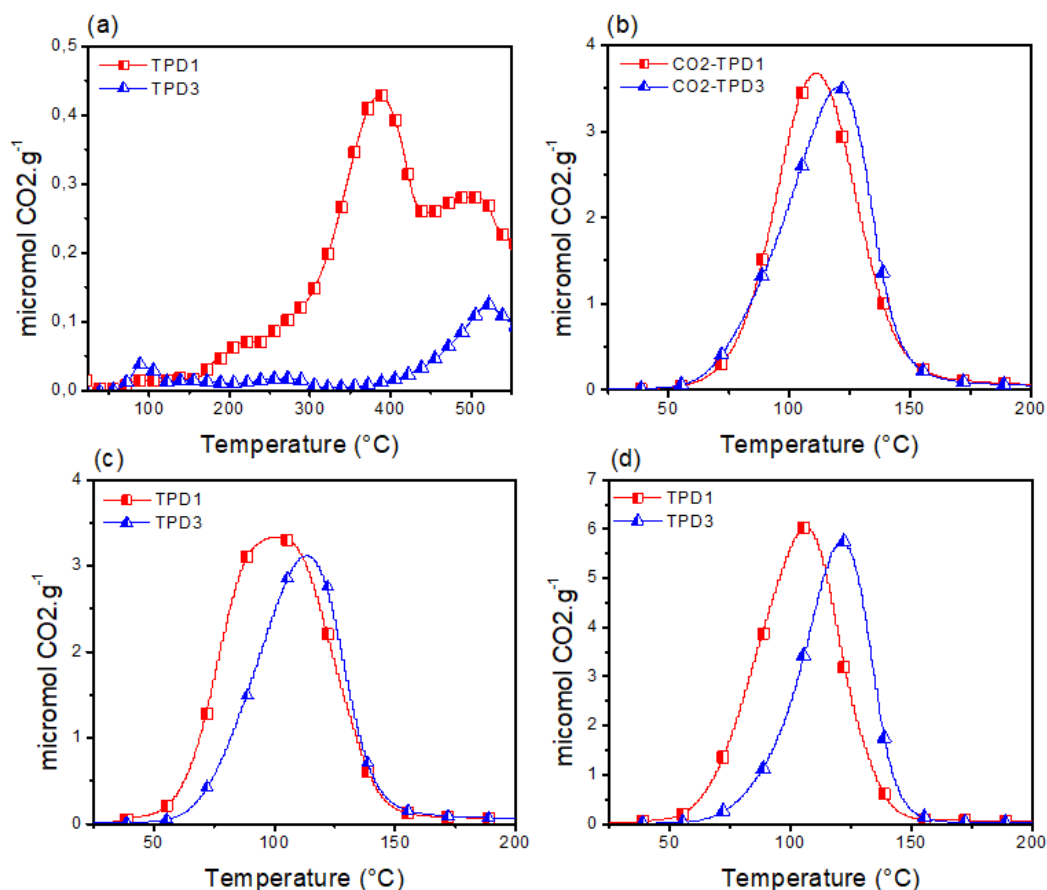 (a)
0,5
0,4
0,3
0,2
0,1
0,0
TPD1
TPD3
micromol CO2.g⁻¹
100 200 300 400 500
Temperature (°C)
(b)
4
3
2
1
0
CO2-TPD1
CO2-TPD3
micromol CO2.g⁻¹
50 100 150 200
Temperature (°C)
(c)
4
3
2
1
0
TPD1
TPD3
micromol CO2.g⁻¹
50 100 150 200
Temperature (°C)
(d)
7
6
5
4
3
2
1
0
TPD1
TPD3
micomol CO2.g⁻¹
50 100 150 200
Temperature (°C)